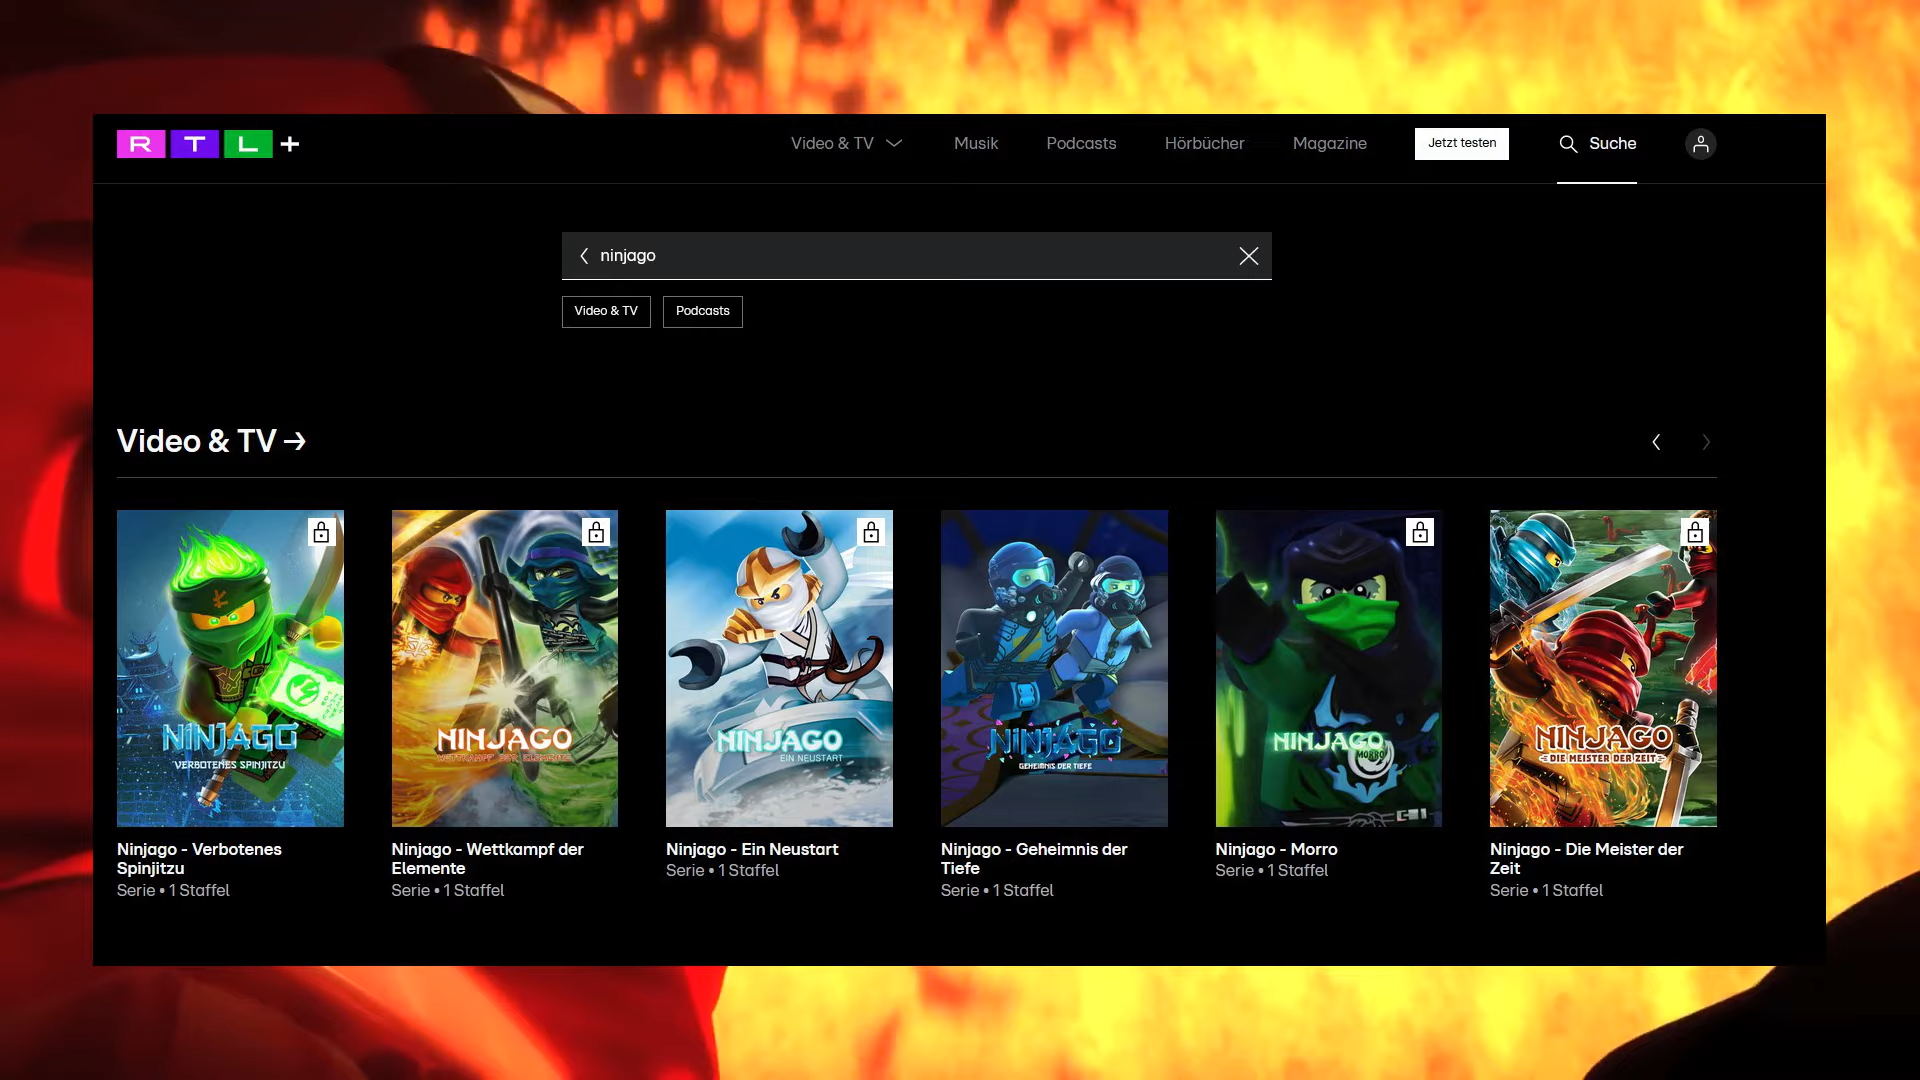 RTL+
Video & TV
Musik
Podcasts
Hörbücher
Magazine
Jetzt testen
Suche
ninjago
Video & TV
Podcasts
Video & TV →
NINJAGO
VERBOTENES SPINJITZU
NINJAGO
WETTKAMPF DER ELEMENTE
NINJAGO
EIN NEUSTART
NINJAGO
GEHEIMNIS DER TIEFE
NINJAGO
MORRO
NINJAGO
DIE MEISTER DER ZEIT
Ninjago - Verbotenes
Spinjitzu
Serie • 1 Staffel
Ninjago - Wettkampf der
Elemente
Serie • 1 Staffel
Ninjago - Ein Neustart
Serie • 1 Staffel
Ninjago - Geheimnis der
Tiefe
Serie • 1 Staffel
Ninjago - Morro
Serie • 1 Staffel
Ninjago - Die Meister der
Zeit
Serie • 1 Staffel